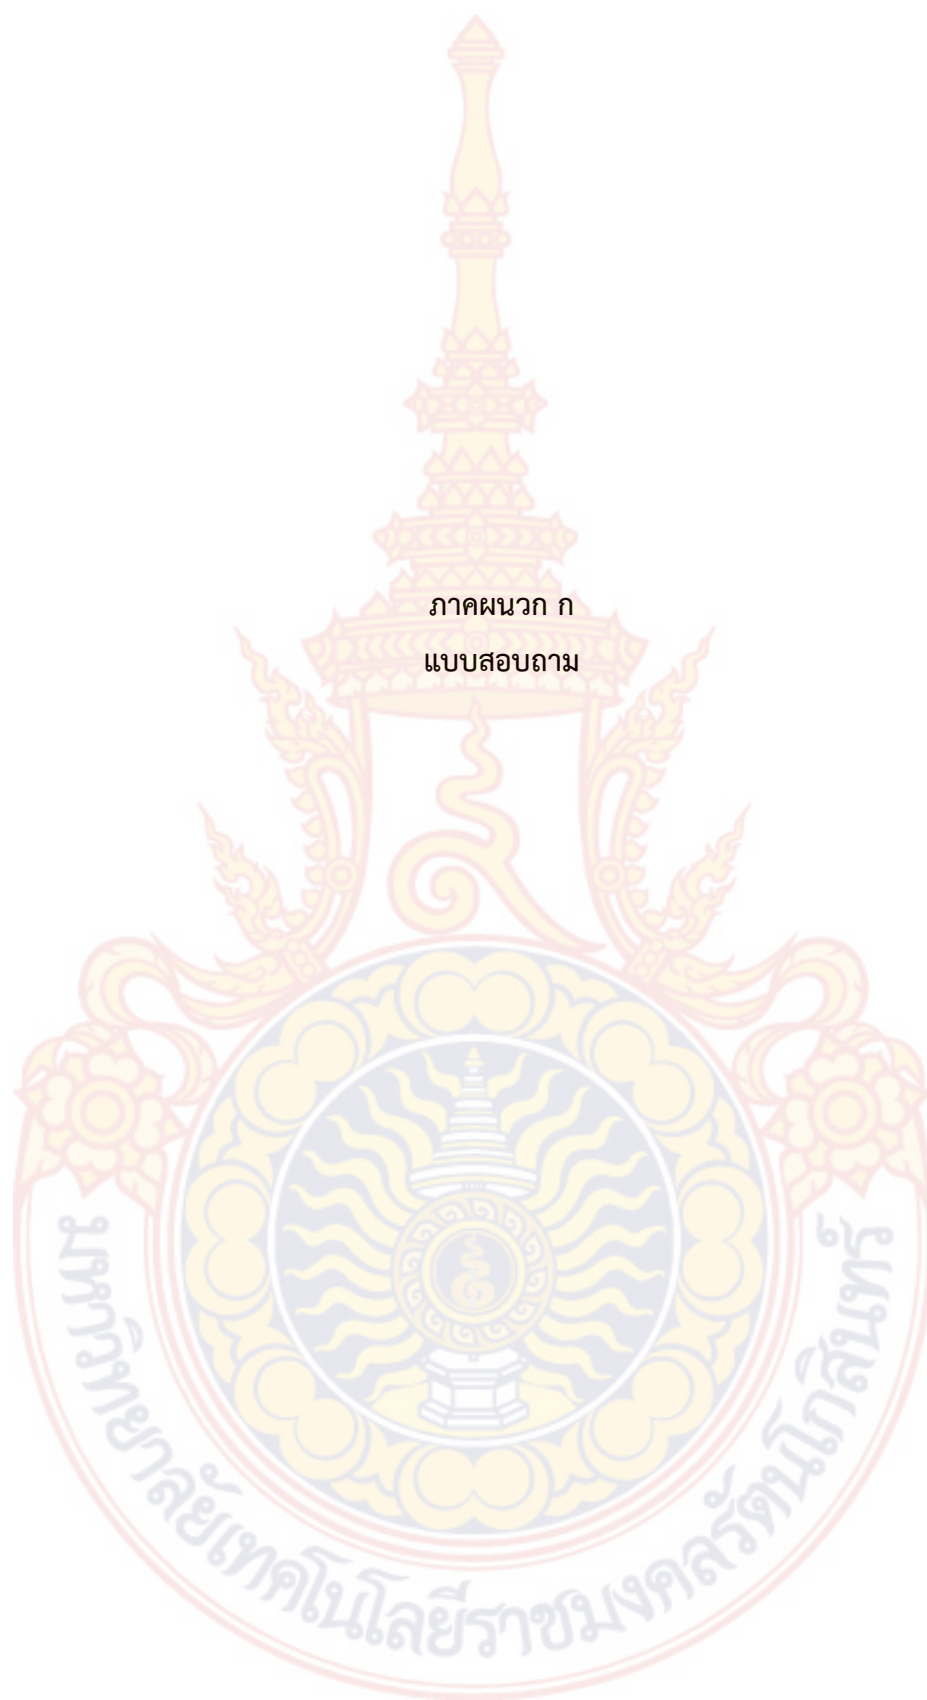 ภาคผนวก ก
แบบสอบถาม
มหาวิทยาลัยเทคโนโลยีราชมงคลรัตนโกสินทร์